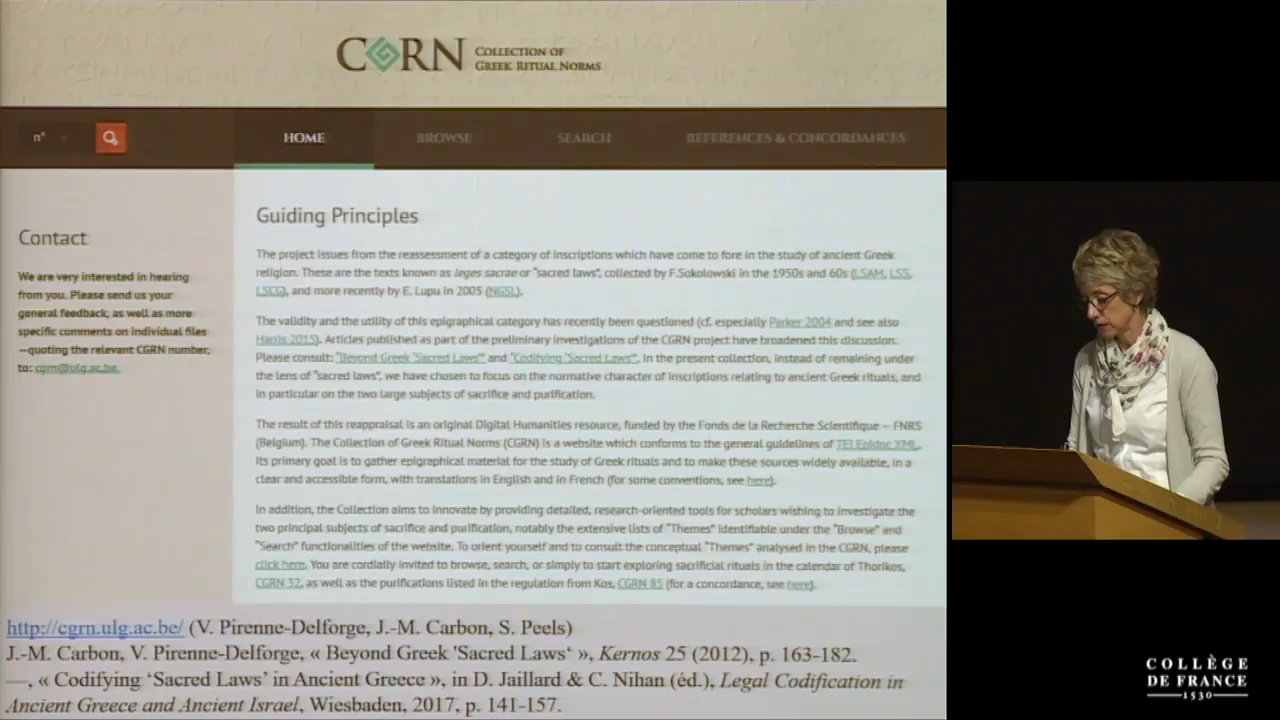 CGRN COLLECTION OF
GREEK RITUAL NORMS
n°
HOME
BROWSE
SEARCH
REFERENCES & CONCORDANCES
Contact
We are very interested in hearing
from you. Please send us your
general feedback, as well as more
specific comments on individual files
—quoting the relevant CGRN number,
to: cgrn@ulg.ac.be.
Guiding Principles
The project issues from the reassessment of a category of inscriptions which have come to fore in the study of ancient Greek
religion. These are the texts known as leges sacrae or "sacred laws", collected by F.Sokolowski in the 1950s and 60s (LSAM, LSS,
LSCG), and more recently by E. Lupu in 2005 (NGSL).
The validity and the utility of this epigraphical category has recently been questioned (cf. especially Parker 2004 and see also
Harris 2015). Articles published as part of the preliminary investigations of the CGRN project have broadened this discussion.
Please consult: "Beyond Greek 'Sacred Laws'" and "Codifying 'Sacred Laws'". In the present collection, instead of remaining under
the lens of "sacred laws", we have chosen to focus on the normative character of inscriptions relating to ancient Greek rituals, and
in particular on the two large subjects of sacrifice and purification.
The result of this reappraisal is an original Digital Humanities resource, funded by the Fonds de la Recherche Scientifique – FNRS
(Belgium). The Collection of Greek Ritual Norms (CGRN) is a website which conforms to the general guidelines of TEI Epidoc XML.
Its primary goal is to gather epigraphical material for the study of Greek rituals and to make these sources widely available, in a
clear and accessible form, with translations in English and in French (for some conventions, see here).
In addition, the Collection aims to innovate by providing detailed, research-oriented tools for scholars wishing to investigate the
two principal subjects of sacrifice and purification, notably the extensive lists of "Themes" identifiable under the "Browse" and
"Search" functionalities of the website. To orient yourself and to consult the conceptual "Themes" analysed in the CGRN, please
click here. You are cordially invited to browse, search, or simply to start exploring sacrificial rituals in the calendar of Thorikos,
CGRN 32, as well as the purifications listed in the regulation from Kos, CGRN 85 (for a concordance, see here).
http://cgrn.ulg.ac.be/ (V. Pirenne-Delforge, J.-M. Carbon, S. Peels)
J.-M. Carbon, V. Pirenne-Delforge, « Beyond Greek 'Sacred Laws‘ », Kernos 25 (2012), p. 163-182.
—, « Codifying ‘Sacred Laws’ in Ancient Greece », in D. Jaillard & C. Nihan (éd.), Legal Codification in
Ancient Greece and Ancient Israel, Wiesbaden, 2017, p. 141-157.
COLLÈGE
DE FRANCE
1530